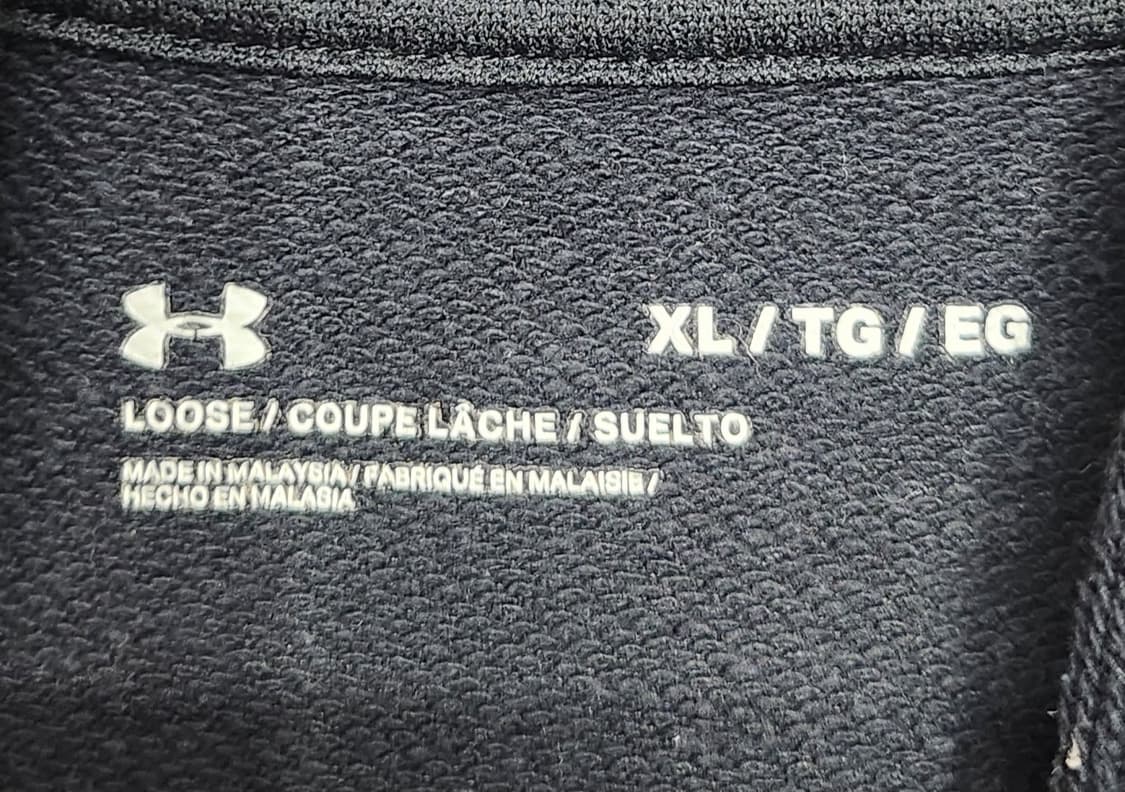 XL / TG / EG
LOOSE / COUPE LÂCHE / SUELTO
MADE IN MALAYSIA / FABRIQUÉ EN MALAISIE /
HECHO EN MALASIA